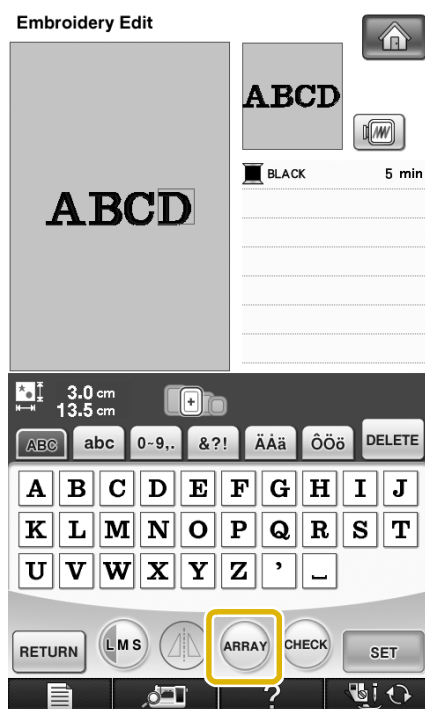 Embroidery Edit
ABCD
ABCD
BLACK 5 min
3.0 cm
13.5 cm
ABC abc 0~9,. &?! ÄÅä ÔÖö DELETE
A B C D E F G H I J
K L M N O P Q R S T
U V W X Y Z ’ _
RETURN L M S ARRAY CHECK SET
?